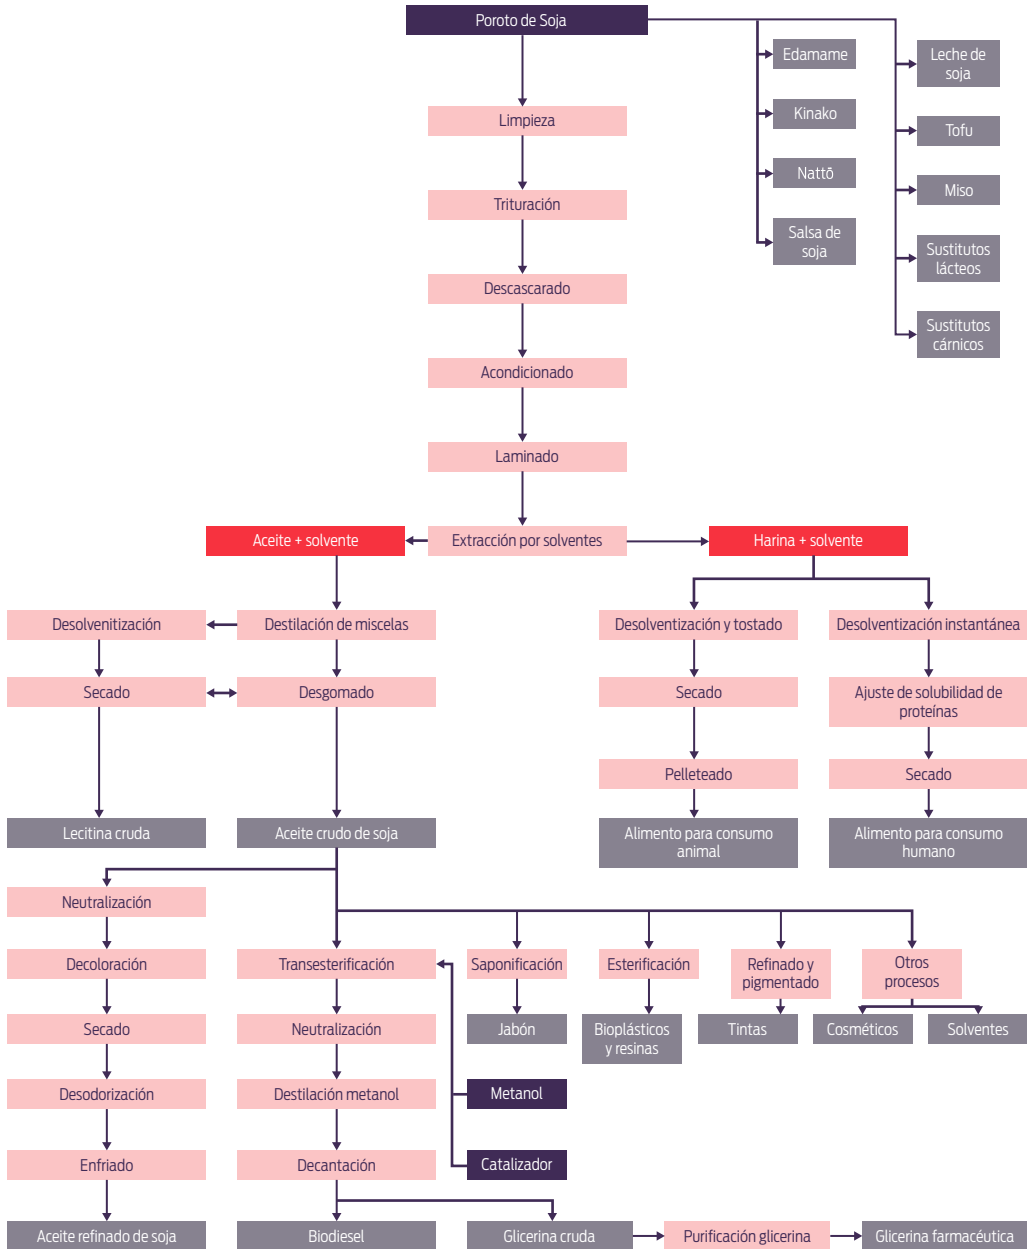 Poroto de Soja
Edamame
Leche de
soja
Kinako
Limpieza
Tofu
Nattō
Miso
Trituración
Salsa de
soja
Sustitutos
lácteos
Descascarado
Sustitutos
cárnicos
Acondicionado
Laminado
Aceite + solvente
Extracción por solventes
Harina + solvente
Desolvenitización
Destilación de miscelas
Desolventización y tostado
Desolventización instantánea
Secado
Desgomado
Secado
Ajuste de solubilidad de
proteínas
Pelleteado
Secado
Lecitina cruda
Aceite crudo de soja
Alimento para consumo
animal
Alimento para consumo
humano
Neutralización
Decoloración
Transesterificación
Saponificación
Esterificación
Refinado y
pigmentado
Otros
procesos
Secado
Neutralización
Jabón
Bioplásticos
y resinas
Tintas
Cosméticos
Solventes
Desodorización
Destilación metanol
Metanol
Enfriado
Decantación
Catalizador
Aceite refinado de soja
Biodiesel
Glicerina cruda
Purificación glicerina
Glicerina farmacéutica